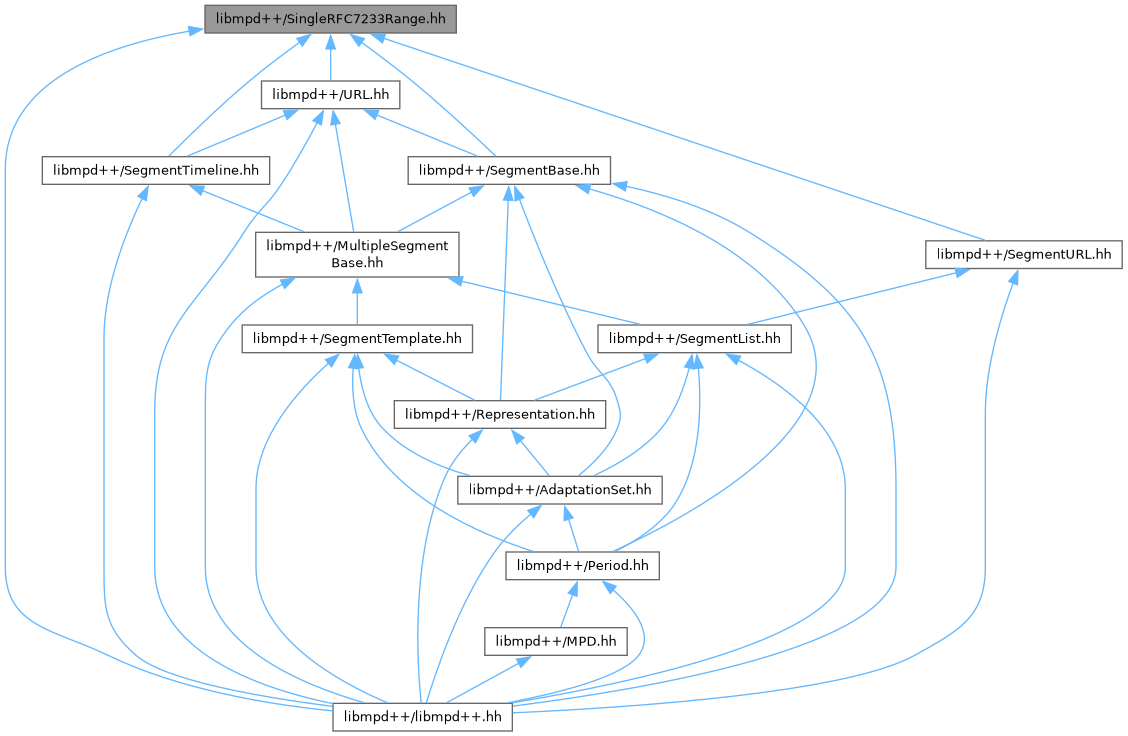 libmpd++/SingleRFC7233Range.hh
libmpd++/URL.hh
libmpd++/SegmentTimeline.hh
libmpd++/SegmentBase.hh
libmpd++/MultipleSegment
Base.hh
libmpd++/SegmentURL.hh
libmpd++/SegmentTemplate.hh
libmpd++/SegmentList.hh
libmpd++/Representation.hh
libmpd++/AdaptationSet.hh
libmpd++/Period.hh
libmpd++/MPD.hh
libmpd++/libmpd++.hh